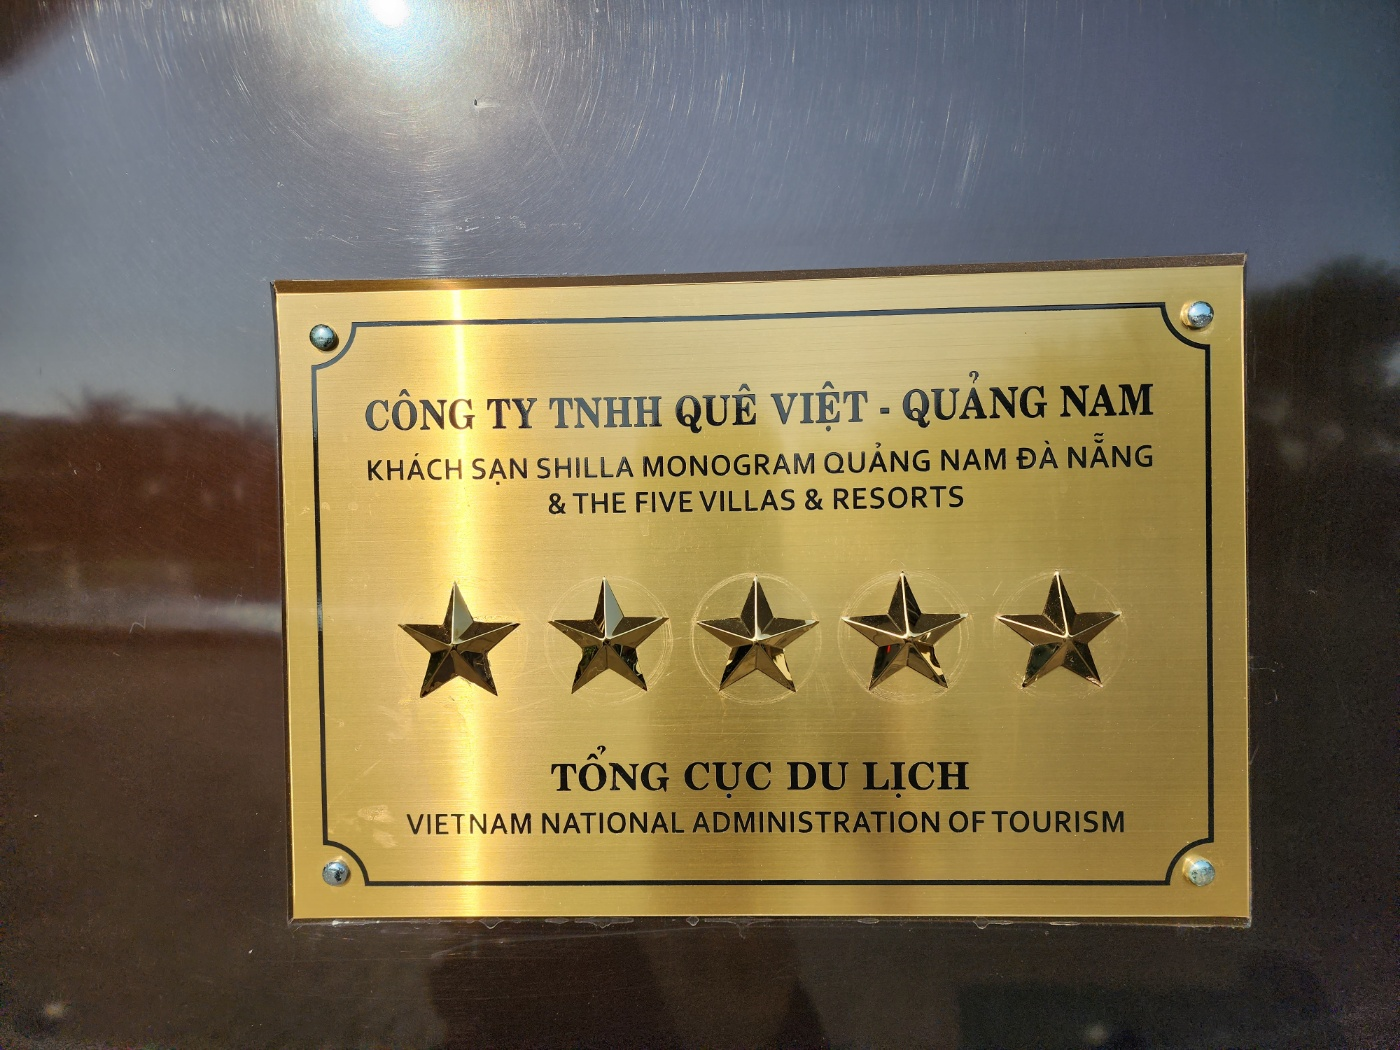 CÔNG TY TNHH QUÊ VIỆT - QUẢNG NAM
KHÁCH SẠN SHILLA MONOGRAM QUẢNG NAM ĐÀ NẴNG
& THE FIVE VILLAS & RESORTS
TỔNG CỤC DU LỊCH
VIETNAM NATIONAL ADMINISTRATION OF TOURISM